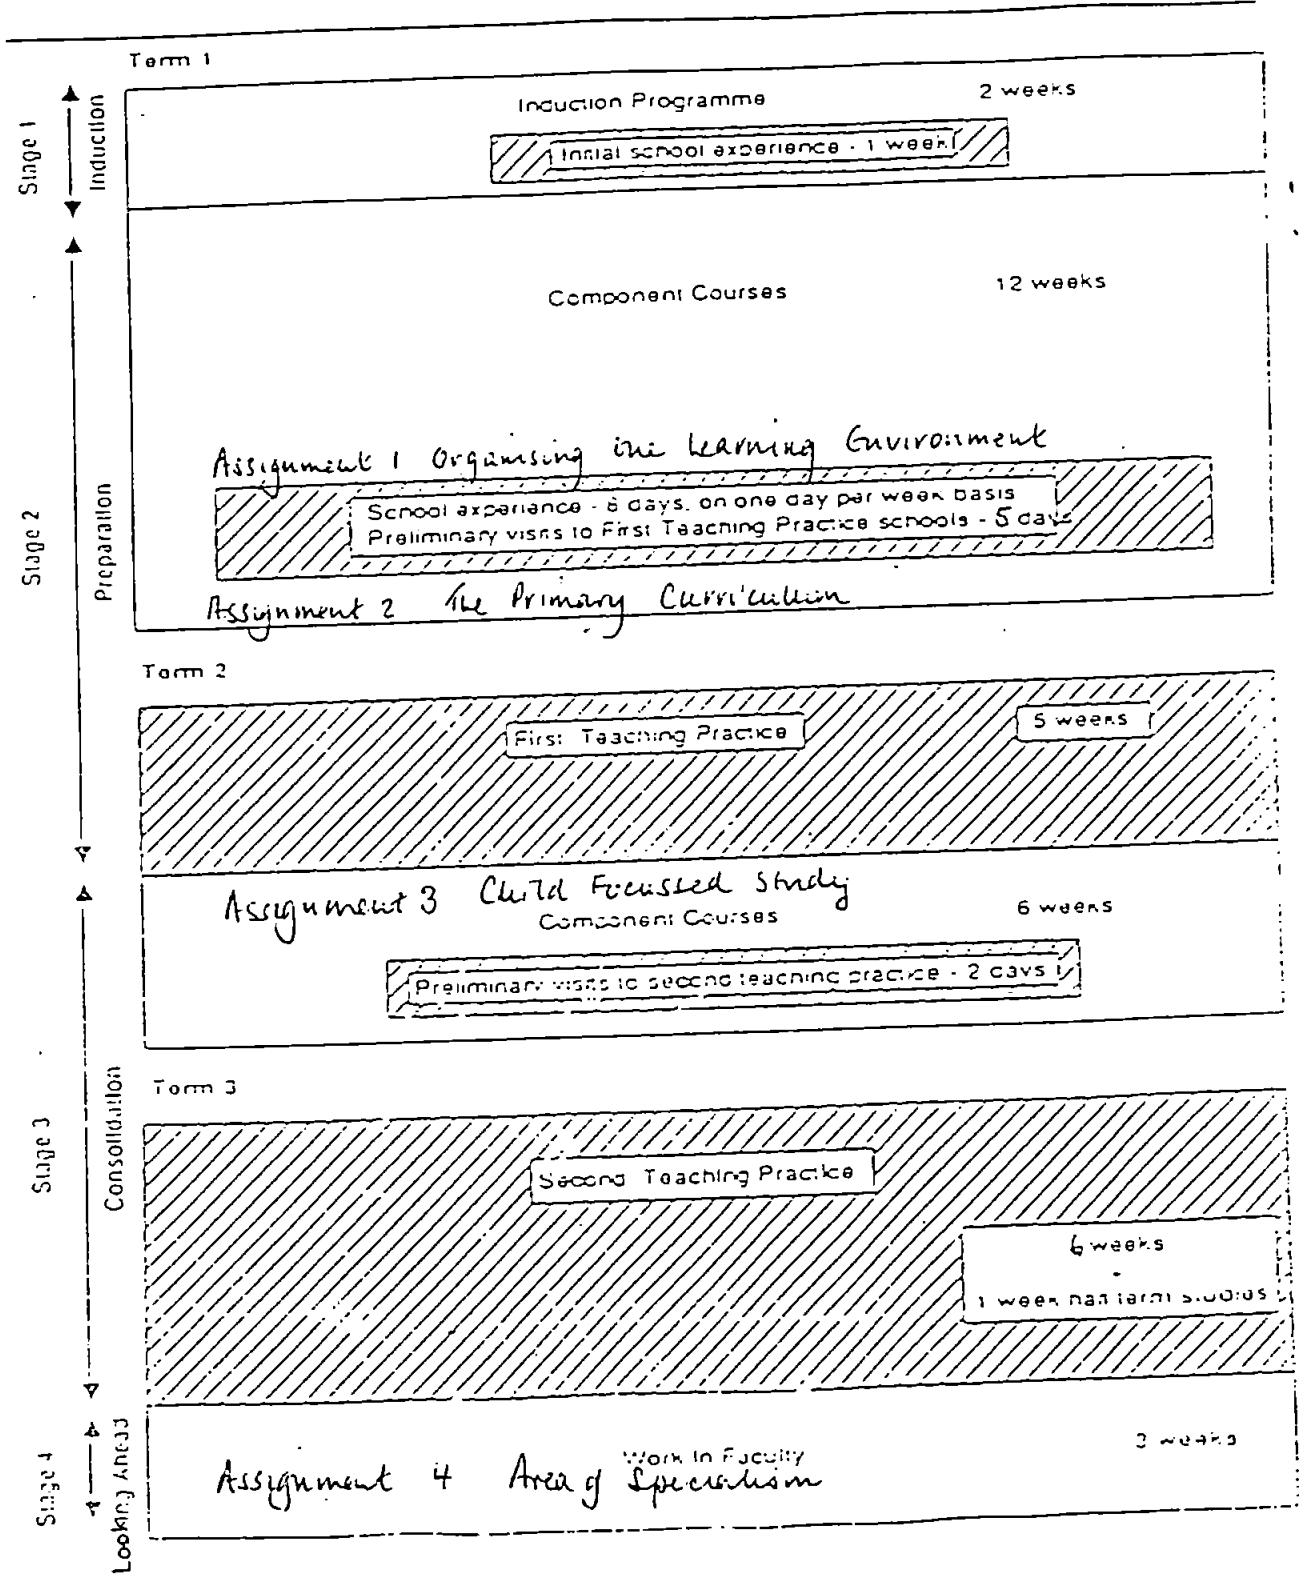 Term 1
Stage 1
Induction
Induction Programme 2 weeks
Initial school experience - 1 week
Stage 2
Preparation
Component Courses 12 weeks
Assignment 1 Organising the Learning Environment
School experience - 6 days, on one day per week basis
Preliminary visits to First Teaching Practice schools - 5 days
Assignment 2 The Primary Curriculum
Term 2
First Teaching Practice 5 weeks
Stage 3
Consolidation
Assignment 3 Child Focussed Study
Component Courses 6 weeks
Preliminary visits to second teaching practice - 2 days
Term 3
Second Teaching Practice
6 weeks
1 week half term
Stage 4
Looking Ahead
Work in Faculty 3 weeks
Assignment 4 Area of Specialism